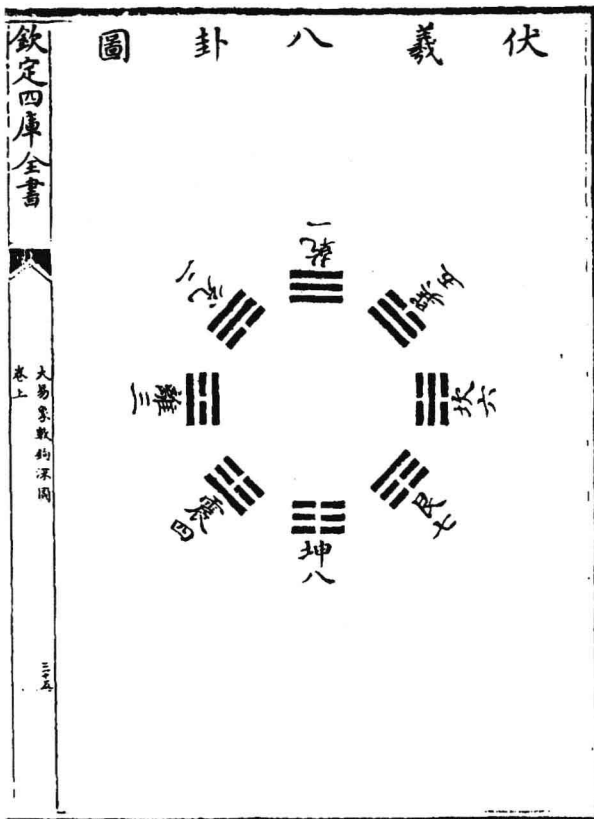 伏羲八卦圖
乾一
兌二
離三
震四
巽五
坎六
艮七
坤八
欽定四庫全書
大易象數鈎深圖
卷上
三十五